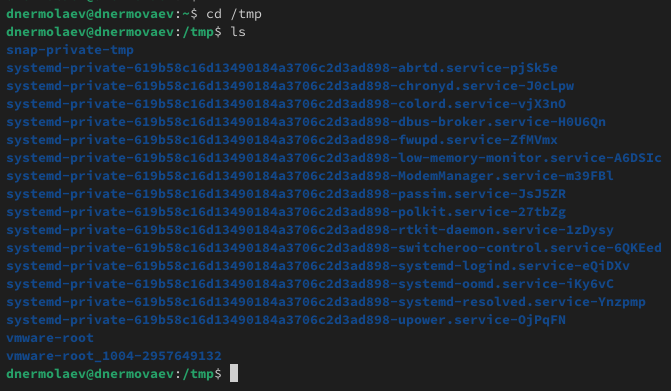 dnermolaev@dnermovaev:~$ cd /tmp
dnermolaev@dnermovaev:/tmp$ ls
snap-private-tmp
systemd-private-619b58c16d13490184a3706c2d3ad898-abrtd.service-pjSk5e
systemd-private-619b58c16d13490184a3706c2d3ad898-chronyd.service-J0cLpw
systemd-private-619b58c16d13490184a3706c2d3ad898-colord.service-vjX3nO
systemd-private-619b58c16d13490184a3706c2d3ad898-dbus-broker.service-H0U6Qn
systemd-private-619b58c16d13490184a3706c2d3ad898-fwupd.service-ZfMVmx
systemd-private-619b58c16d13490184a3706c2d3ad898-low-memory-monitor.service-A6DSIc
systemd-private-619b58c16d13490184a3706c2d3ad898-ModemManager.service-m39FBl
systemd-private-619b58c16d13490184a3706c2d3ad898-passim.service-JsJ5ZR
systemd-private-619b58c16d13490184a3706c2d3ad898-polkit.service-27tbZg
systemd-private-619b58c16d13490184a3706c2d3ad898-rtkit-daemon.service-1zDysy
systemd-private-619b58c16d13490184a3706c2d3ad898-switcheroo-control.service-6QKEed
systemd-private-619b58c16d13490184a3706c2d3ad898-systemd-logind.service-eQiDXv
systemd-private-619b58c16d13490184a3706c2d3ad898-systemd-oomd.service-iKy6vC
systemd-private-619b58c16d13490184a3706c2d3ad898-systemd-resolved.service-Ynzpmp
systemd-private-619b58c16d13490184a3706c2d3ad898-upower.service-OjPqFN
vmware-root
vmware-root_1004-2957649132
dnermolaev@dnermovaev:/tmp$